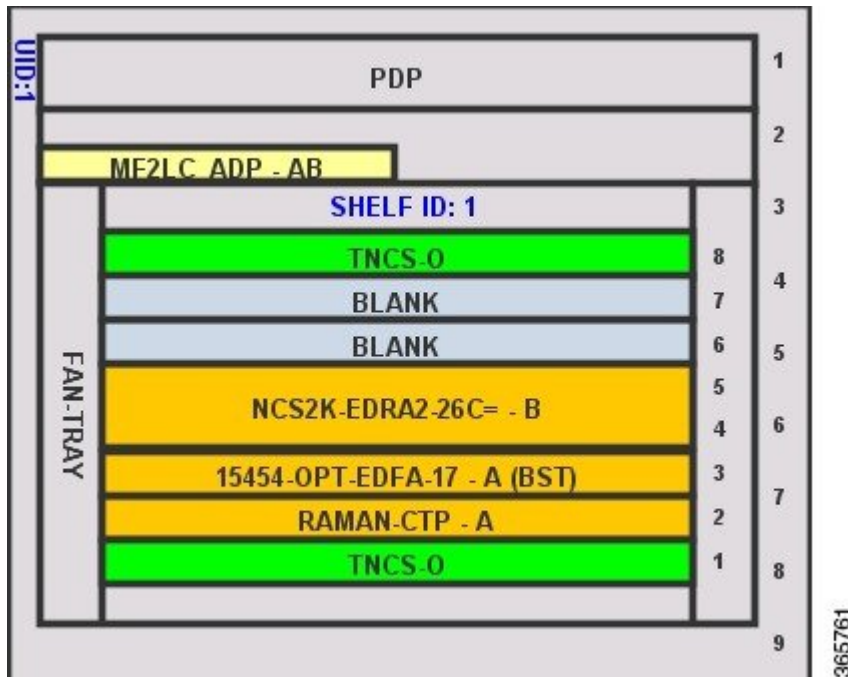 UID:1
PDP 1
2
MF2LC_ADP - AB
SHELF ID: 1 3
TNCS-O 8
4
BLANK 7
BLANK 6
5
FAN-TRAY
NCS2K-EDRA2-26C= - B 5
4 6
15454-OPT-EDFA-17 - A (BST) 3
7
RAMAN-CTP - A 2
TNCS-O 1
8
9
365761